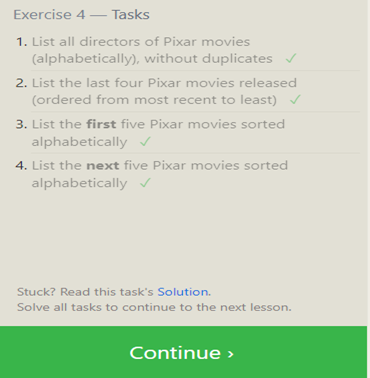 Exercise 4 — Tasks
1. List all directors of Pixar movies
(alphabetically), without duplicates ✓
2. List the last four Pixar movies released
(ordered from most recent to least) ✓
3. List the first five Pixar movies sorted
alphabetically ✓
4. List the next five Pixar movies sorted
alphabetically ✓
Stuck? Read this task's Solution.
Solve all tasks to continue to the next lesson.
Continue ›